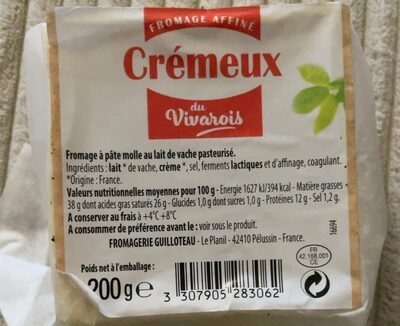 FROMAGE AFFINÉ
Crémeux
du
Vivarois
Fromage à pâte molle au lait de vache pasteurisé.
Ingrédients : lait * de vache, crème *, sel, ferments lactiques et d'affinage, coagulant.
*Origine : France.
Valeurs nutritionnelles moyennes pour 100 g - Energie 1627 kJ/394 kcal - Matière grasses
38 g dont acides gras saturés 26 g - Glucides 1,0 g dont sucres 1,0 g - Protéines 12 g - Sel 1,2 g.
A conserver au frais à +4°C +8°C
A consommer de préférence avant le : voir sous le produit.
FROMAGERIE GUILLOTEAU - Le Planil - 42410 Pélussin - France.
16694
Poids net à l'emballage :
200 g e
3 307905 283062
FR
42.168.001
CE